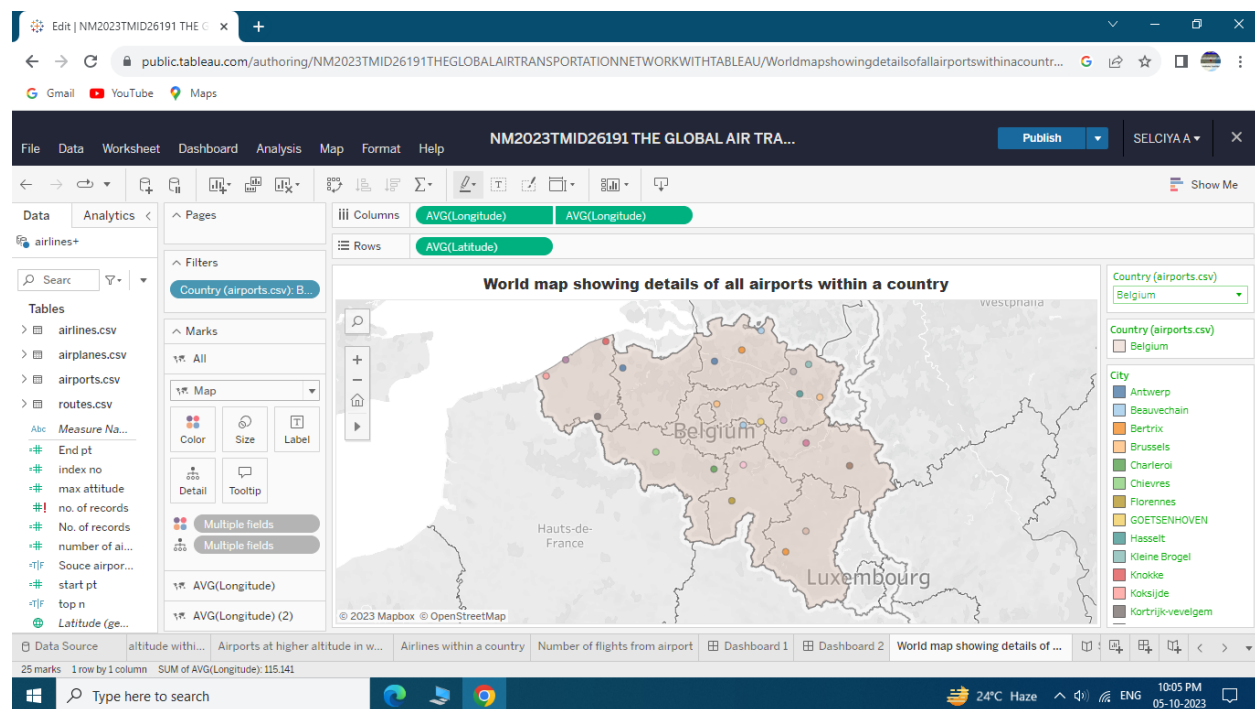 Edit | NM2023TMID26191 THE G
public.tableau.com/authoring/NM2023TMID26191THEGLOBALAIRTRANSPORTATIONNETWORKWITHTABLEAU/Worldmapshowingdetailsofallairportswithinacountr...
Gmail YouTube Maps
NM2023TMID26191 THE GLOBAL AIR TRA...
Publish
SELCIYA A
File Data Worksheet Dashboard Analysis Map Format Help
Show Me
Data Analytics
Pages
Columns AVG(Longitude) AVG(Longitude)
airlines+
Rows AVG(Latitude)
Filters
Searc
Country (airports.csv): B...
World map showing details of all airports within a country
Country (airports.csv)
Belgium
Tables
airlines.csv
airplanes.csv
airports.csv
routes.csv
Abc Measure Na...
End pt
index no
max attitude
no. of records
No. of records
number of ai...
Souce airpor...
start pt
top n
Latitude (ge...
Marks
All
Map
Color Size Label
Detail Tooltip
Multiple fields
Multiple fields
AVG(Longitude)
AVG(Longitude) (2)
Westphalia
Belgium
Hauts-de-
France
Luxembourg
© 2023 Mapbox © OpenStreetMap
Country (airports.csv)
Belgium
City
Antwerp
Beauvechain
Bertrix
Brussels
Charleroi
Chievres
Florennes
GOETSENHOVEN
Hasselt
Kleine Brogel
Knokke
Koksijde
Kortrijk-vevelgem
Data Source altitude withi... Airports at higher altitude in w... Airlines within a country Number of flights from airport Dashboard 1 Dashboard 2 World map showing details of ...
25 marks 1 row by 1 column SUM of AVG(Longitude): 115.141
Type here to search
24°C Haze
ENG
10:05 PM
05-10-2023